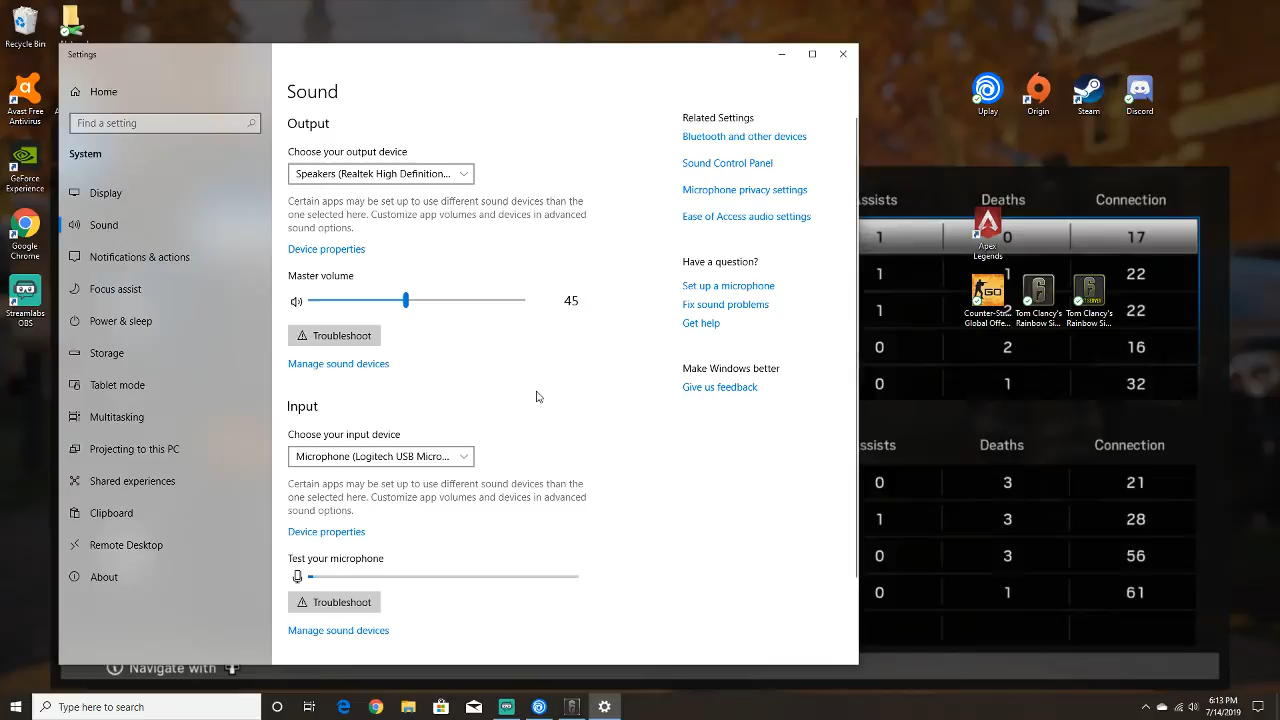 Recycle Bin
Avast Free
Antivirus
GeForce
Experience
Google
Chrome
Streamlabs
OBS
Settings
Home
Find a setting
System
Display
Sound
Notifications & actions
Focus assist
Power & sleep
Storage
Tablet mode
Multitasking
Projecting to this PC
Shared experiences
Clipboard
Remote Desktop
About
Sound
Output
Choose your output device
Speakers (Realtek High Definition...
Certain apps may be set up to use different sound devices than the
one selected here. Customize app volumes and devices in advanced
sound options.
Device properties
Master volume
45
Troubleshoot
Manage sound devices
Input
Choose your input device
Microphone (Logitech USB Micro...
Certain apps may be set up to use different sound devices than the
one selected here. Customize app volumes and devices in advanced
sound options.
Device properties
Test your microphone
Troubleshoot
Manage sound devices
Related Settings
Bluetooth and other devices
Sound Control Panel
Microphone privacy settings
Ease of Access audio settings
Have a question?
Set up a microphone
Fix sound problems
Get help
Make Windows better
Give us feedback
Uplay
Origin
Steam
Discord
Apex
Legends
Counter-Strike
Global Offe...
Tom Clancy's
Rainbow Si...
Tom Clancy's
Rainbow Si...
ssists Deaths Connection
1 0 17
1 1 22
1 2 22
0 2 16
0 1 32
ssists Deaths Connection
0 3 21
1 3 28
0 3 56
0 1 61
Navigate with
Type here to search
6:13 PM
7/14/2019